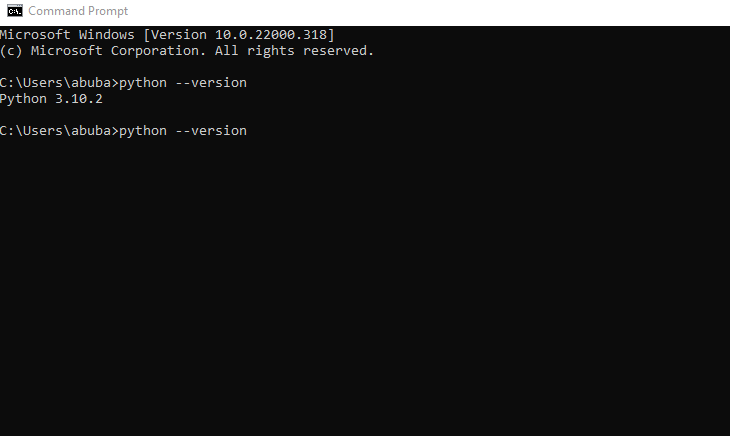 Command Prompt
Microsoft Windows [Version 10.0.22000.318]
(c) Microsoft Corporation. All rights reserved.
C:\Users\abuba>python --version
Python 3.10.2
C:\Users\abuba>python --version